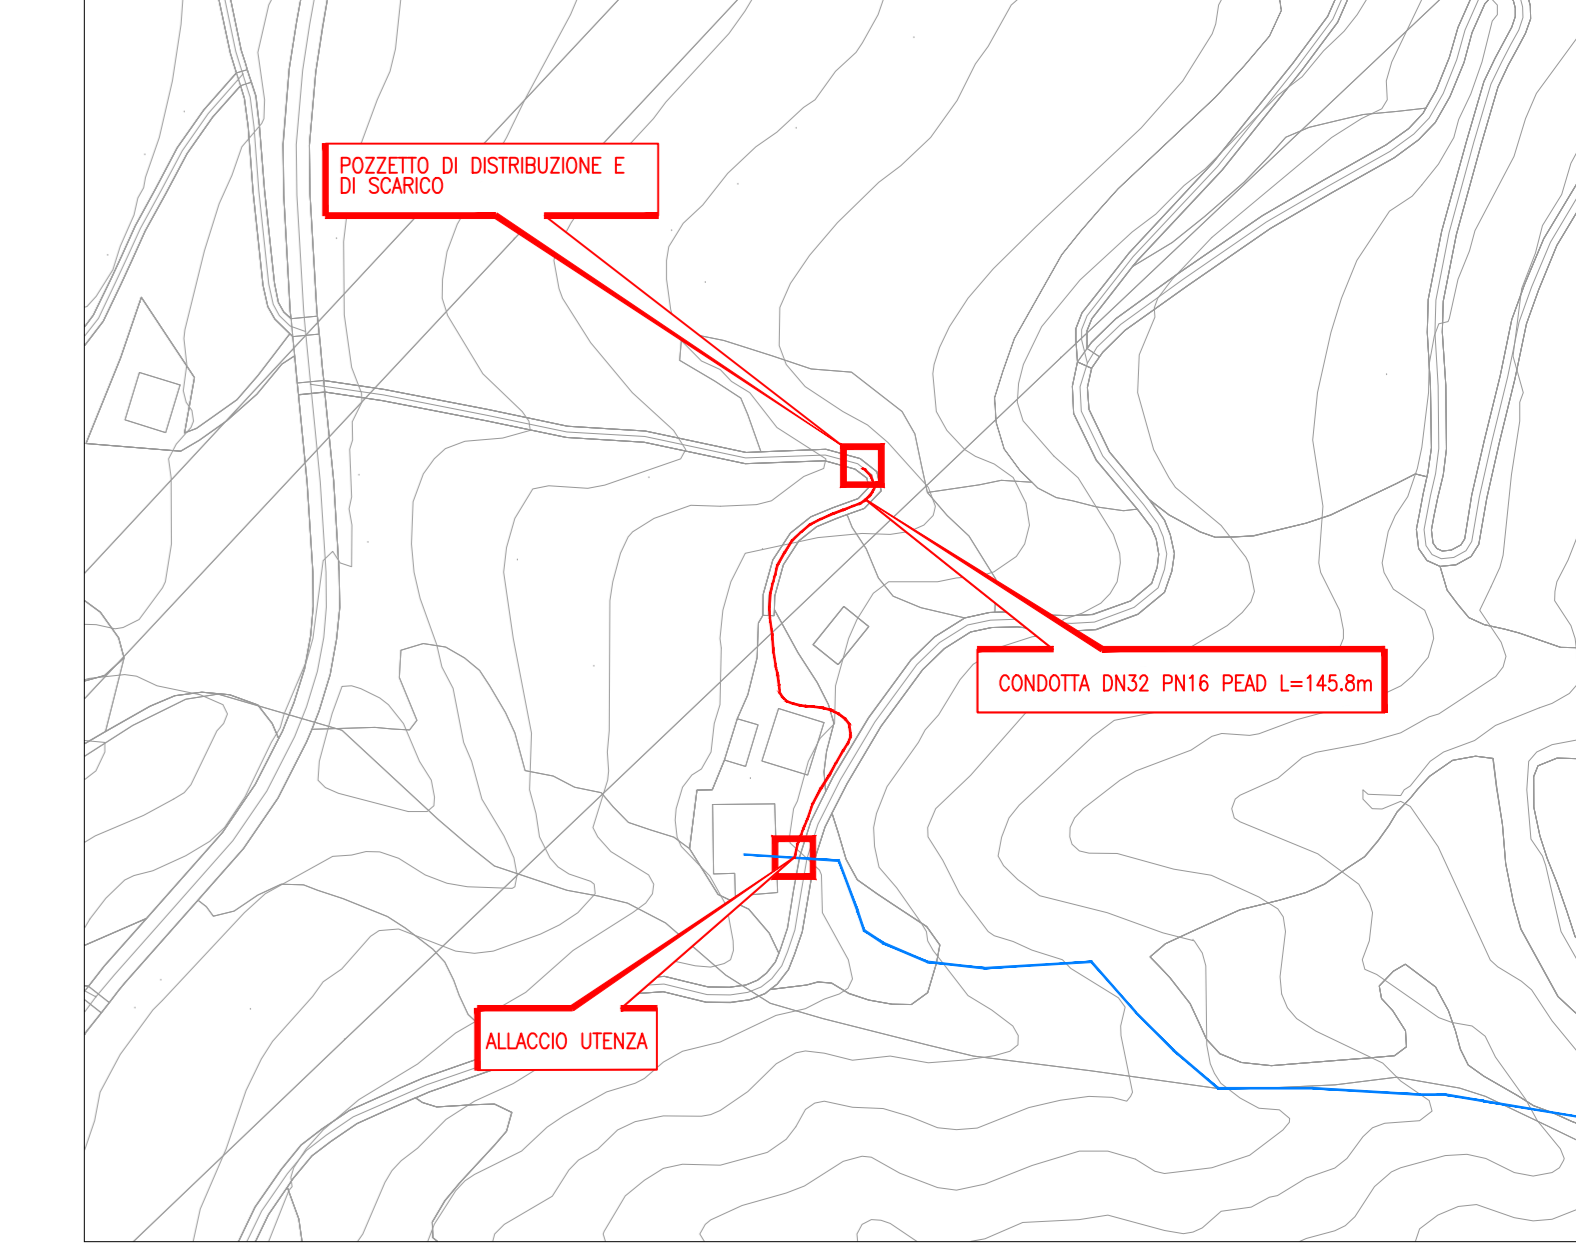 POZZETTO DI DISTRIBUZIONE E
DI SCARICO
CONDOTTA DN32 PN16 PEAD L=145.8m
ALLACCIO UTENZA